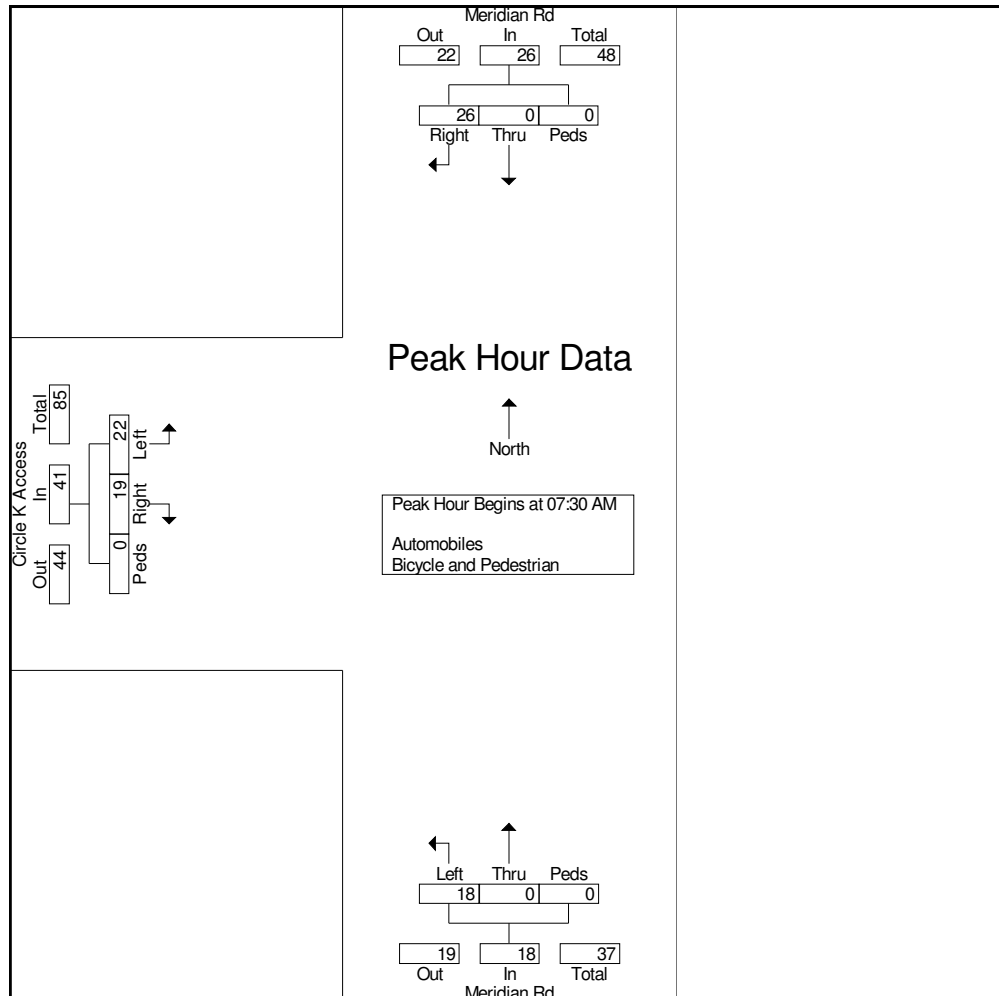 Meridian Rd
Out In Total
22 26 48
26 0 0
Right Thru Peds
Peak Hour Data
North
Peak Hour Begins at 07:30 AM
Automobiles
Bicycle and Pedestrian
Circle K Access
Out In Total
44 41 85
0 19 22
Peds Right Left
Left Thru Peds
18 0 0
19 18 37
Out In Total
Meridian Rd